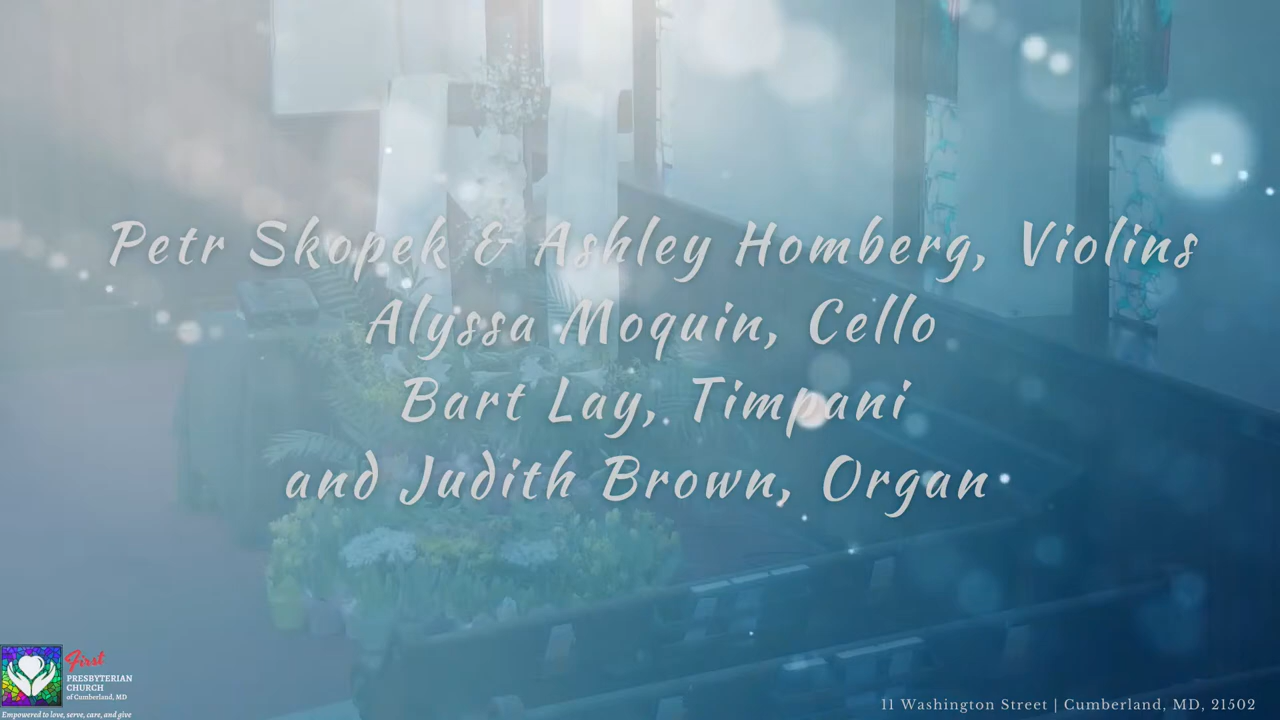 Petr Skopek & Ashley Homberg, Violins
Alyssa Moquin, Cello
Bart Lay, Timpani
and Judith Brown, Organ
First
PRESBYTERIAN
CHURCH
of Cumberland, MD
Empowered to love, serve, care, and give
11 Washington Street | Cumberland, MD, 21502